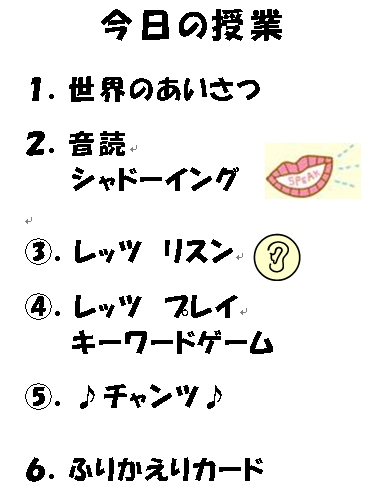 今日の授業
1. 世界のあいさつ
2. 音読
シャドーイング
SPEAK
③. レッツ リスン
④. レッツ プレイ
キーワードゲーム
⑤. ♪チャンツ♪
6. ふりかえりカード